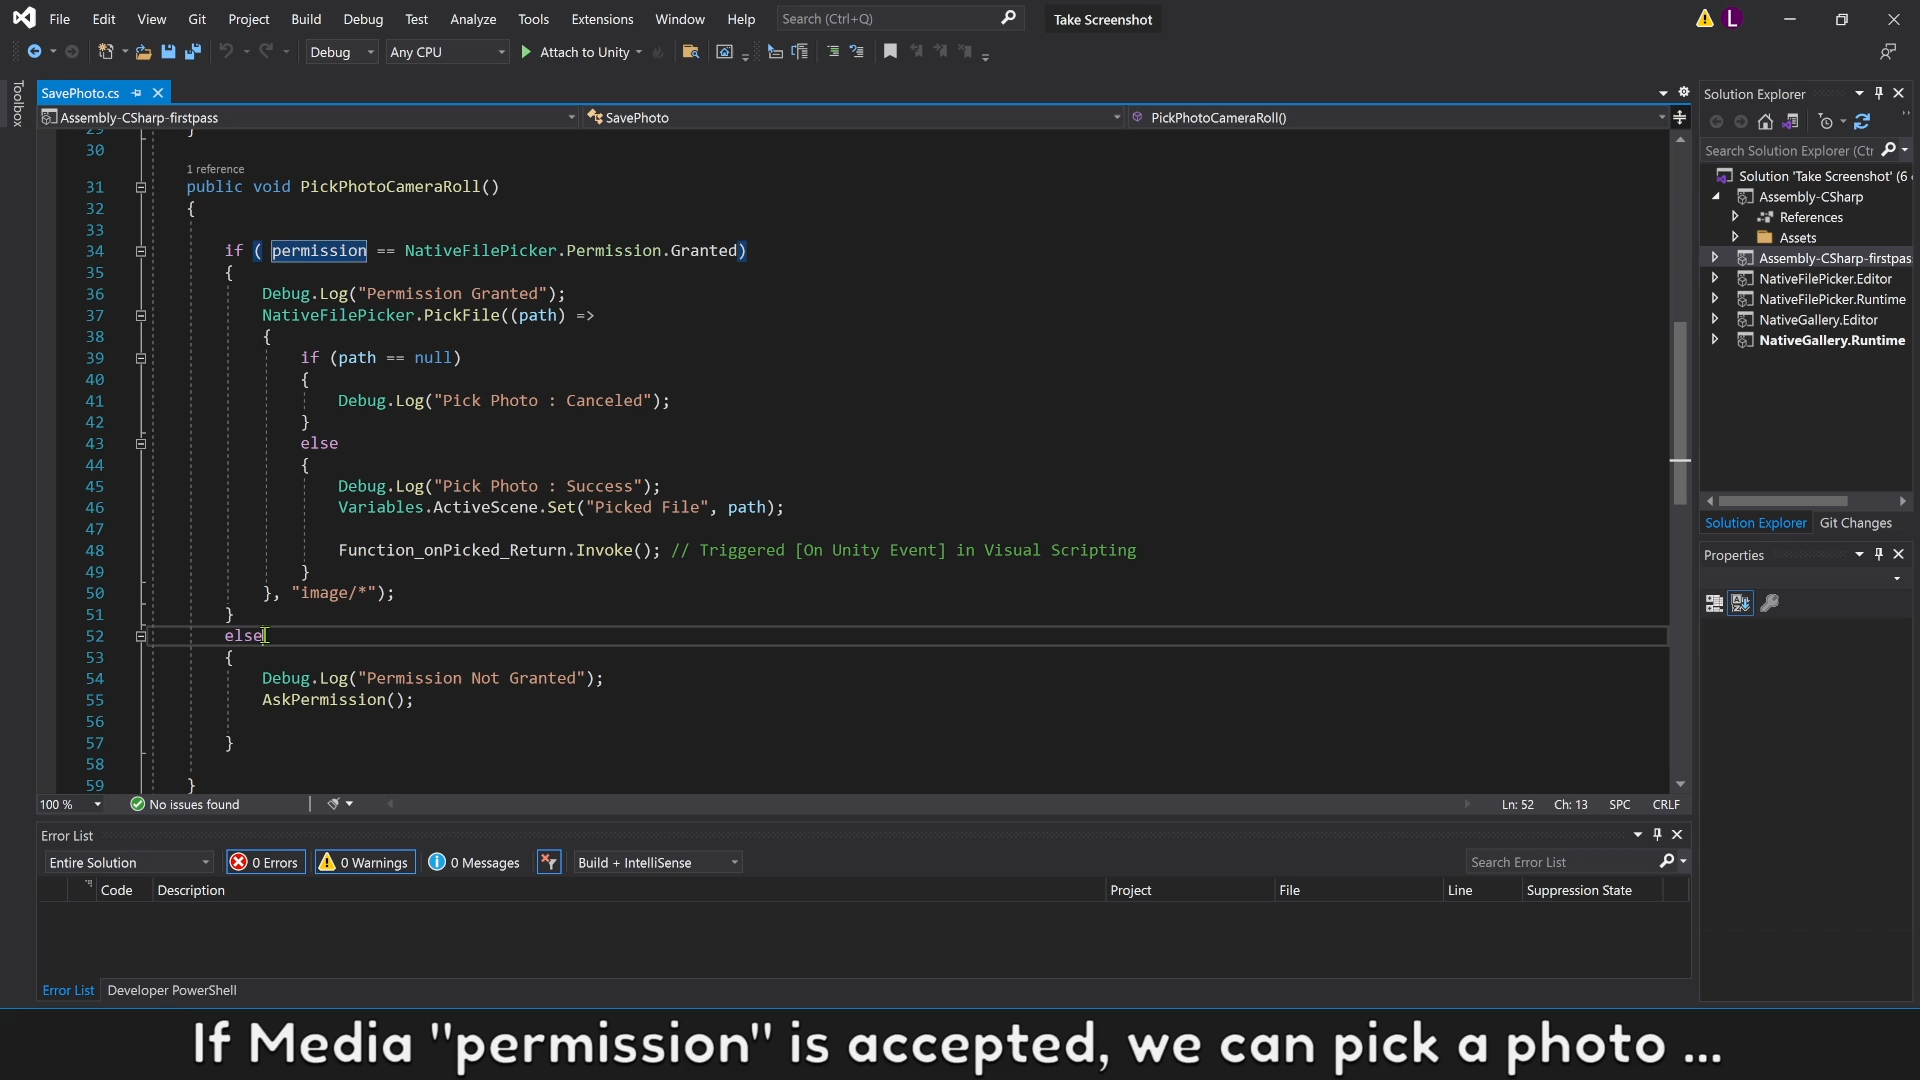 File Edit View Git Project Build Debug Test Analyze Tools Extensions Window Help Search (Ctrl+Q) Take Screenshot L
Debug Any CPU Attach to Unity
Toolbox
SavePhoto.cs
Assembly-CSharp-firstpass SavePhoto PickPhotoCameraRoll()
29 }
30
1 reference
31 public void PickPhotoCameraRoll()
32 {
33
34 if ( permission == NativeFilePicker.Permission.Granted)
35 {
36 Debug.Log("Permission Granted");
37 NativeFilePicker.PickFile((path) =>
38 {
39 if (path == null)
40 {
41 Debug.Log("Pick Photo : Canceled");
42 }
43 else
44 {
45 Debug.Log("Pick Photo : Success");
46 Variables.ActiveScene.Set("Picked File", path);
47
48 Function_onPicked_Return.Invoke(); // Triggered [On Unity Event] in Visual Scripting
49 }
50 }, "image/*");
51 }
52 else
53 {
54 Debug.Log("Permission Not Granted");
55 AskPermission();
56
57 }
58
59 }
100 % No issues found Ln: 52 Ch: 13 SPC CRLF
Solution Explorer
Search Solution Explorer (Ctr
Solution 'Take Screenshot' (6
Assembly-CSharp
References
Assets
Assembly-CSharp-firstpas
NativeFilePicker.Editor
NativeFilePicker.Runtime
NativeGallery.Editor
NativeGallery.Runtime
Solution Explorer Git Changes
Properties
Error List
Entire Solution 0 Errors 0 Warnings 0 Messages Build + IntelliSense Search Error List
Code Description Project File Line Suppression State
Error List Developer PowerShell
If Media "permission" is accepted, we can pick a photo ...